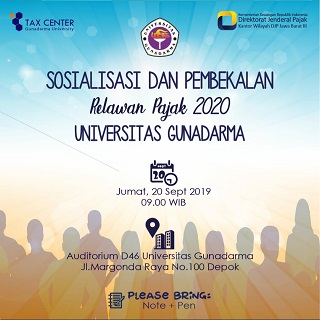 TAX CENTER
Gunadarma University
UNIVERSITAS
GUNADARMA
Kementerian Keuangan Republik Indonesia
Direktorat Jenderal Pajak
Kantor Wilayah DJP Jawa Barat III
SOSIALISASI DAN PEMBEKALAN
Relawan Pajak 2020
UNIVERSITAS GUNADARMA
20
Jumat, 20 Sept 2019
09.00 WIB
Auditorium D46 Universitas Gunadarma
Jl.Margonda Raya No.100 Depok
PLEASE BRING:
Note + Pen